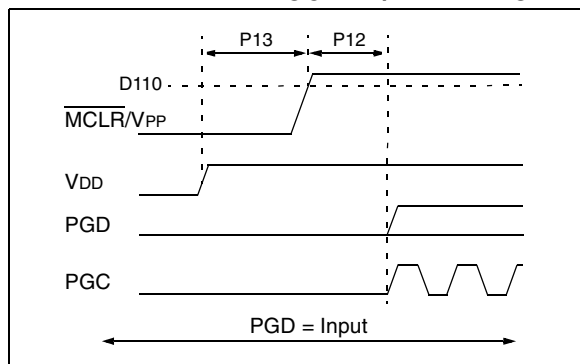 P13 P12
D110
MCLR/VPP
VDD
PGD
PGC
PGD = Input